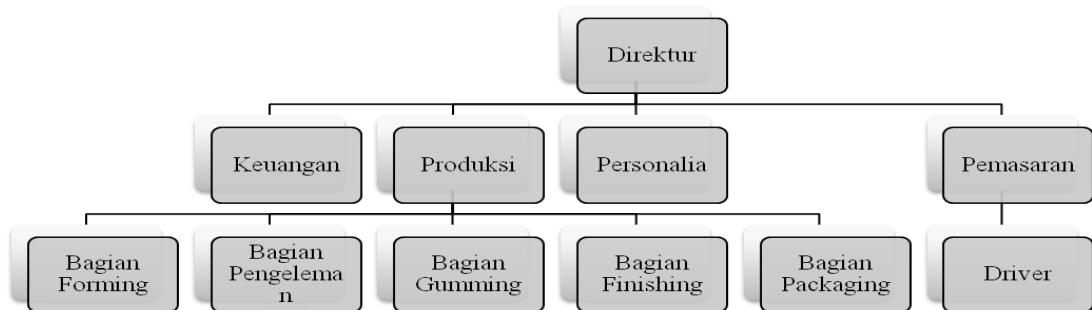 Direktur
Keuangan
Produksi
Personalia
Pemasaran
Bagian
Forming
Bagian
Pengelema
n
Bagian
Gumming
Bagian
Finishing
Bagian
Packaging
Driver